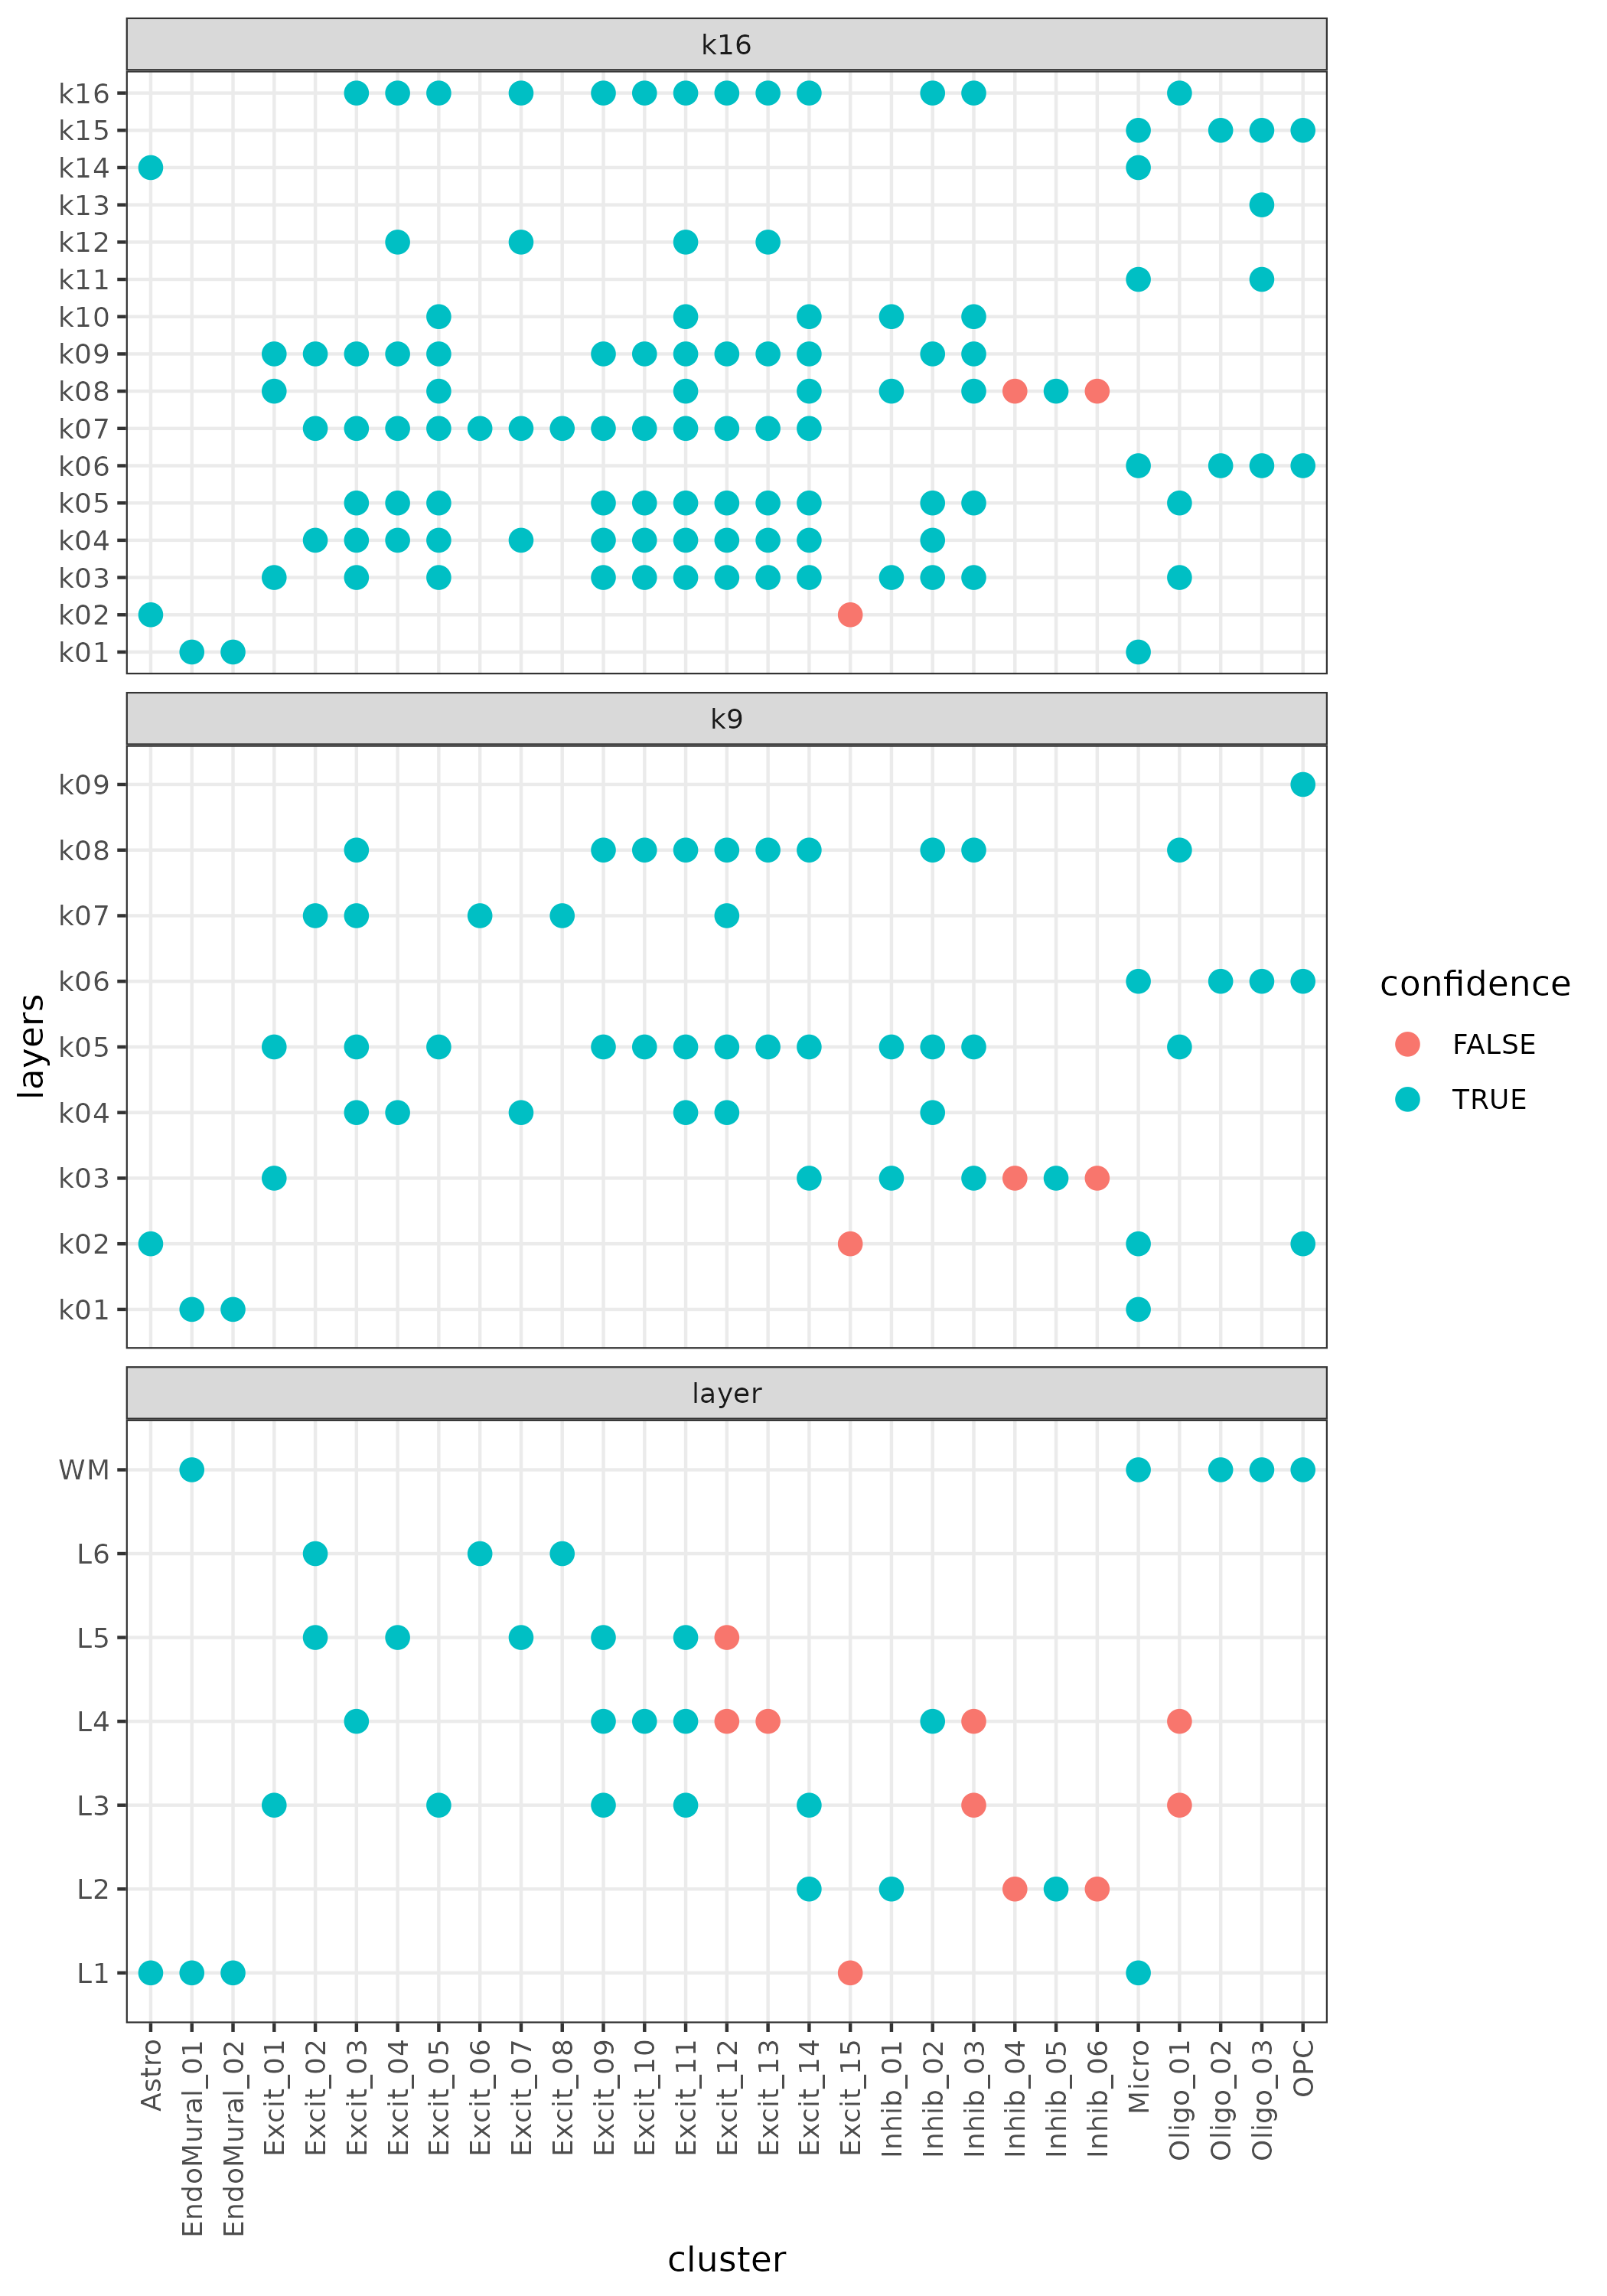 k16
k16
k15
k14
k13
k12
k11
k10
k09
k08
k07
k06
k05
k04
k03
k02
k01
k9
k09
k08
k07
k06
k05
k04
k03
k02
k01
layer
WM
L6
L5
L4
L3
L2
L1
layers
Astro
EndoMural_01
EndoMural_02
Excit_01
Excit_02
Excit_03
Excit_04
Excit_05
Excit_06
Excit_07
Excit_08
Excit_09
Excit_10
Excit_11
Excit_12
Excit_13
Excit_14
Excit_15
Inhib_01
Inhib_02
Inhib_03
Inhib_04
Inhib_05
Inhib_06
Micro
Oligo_01
Oligo_02
Oligo_03
OPC
cluster
confidence
FALSE
TRUE